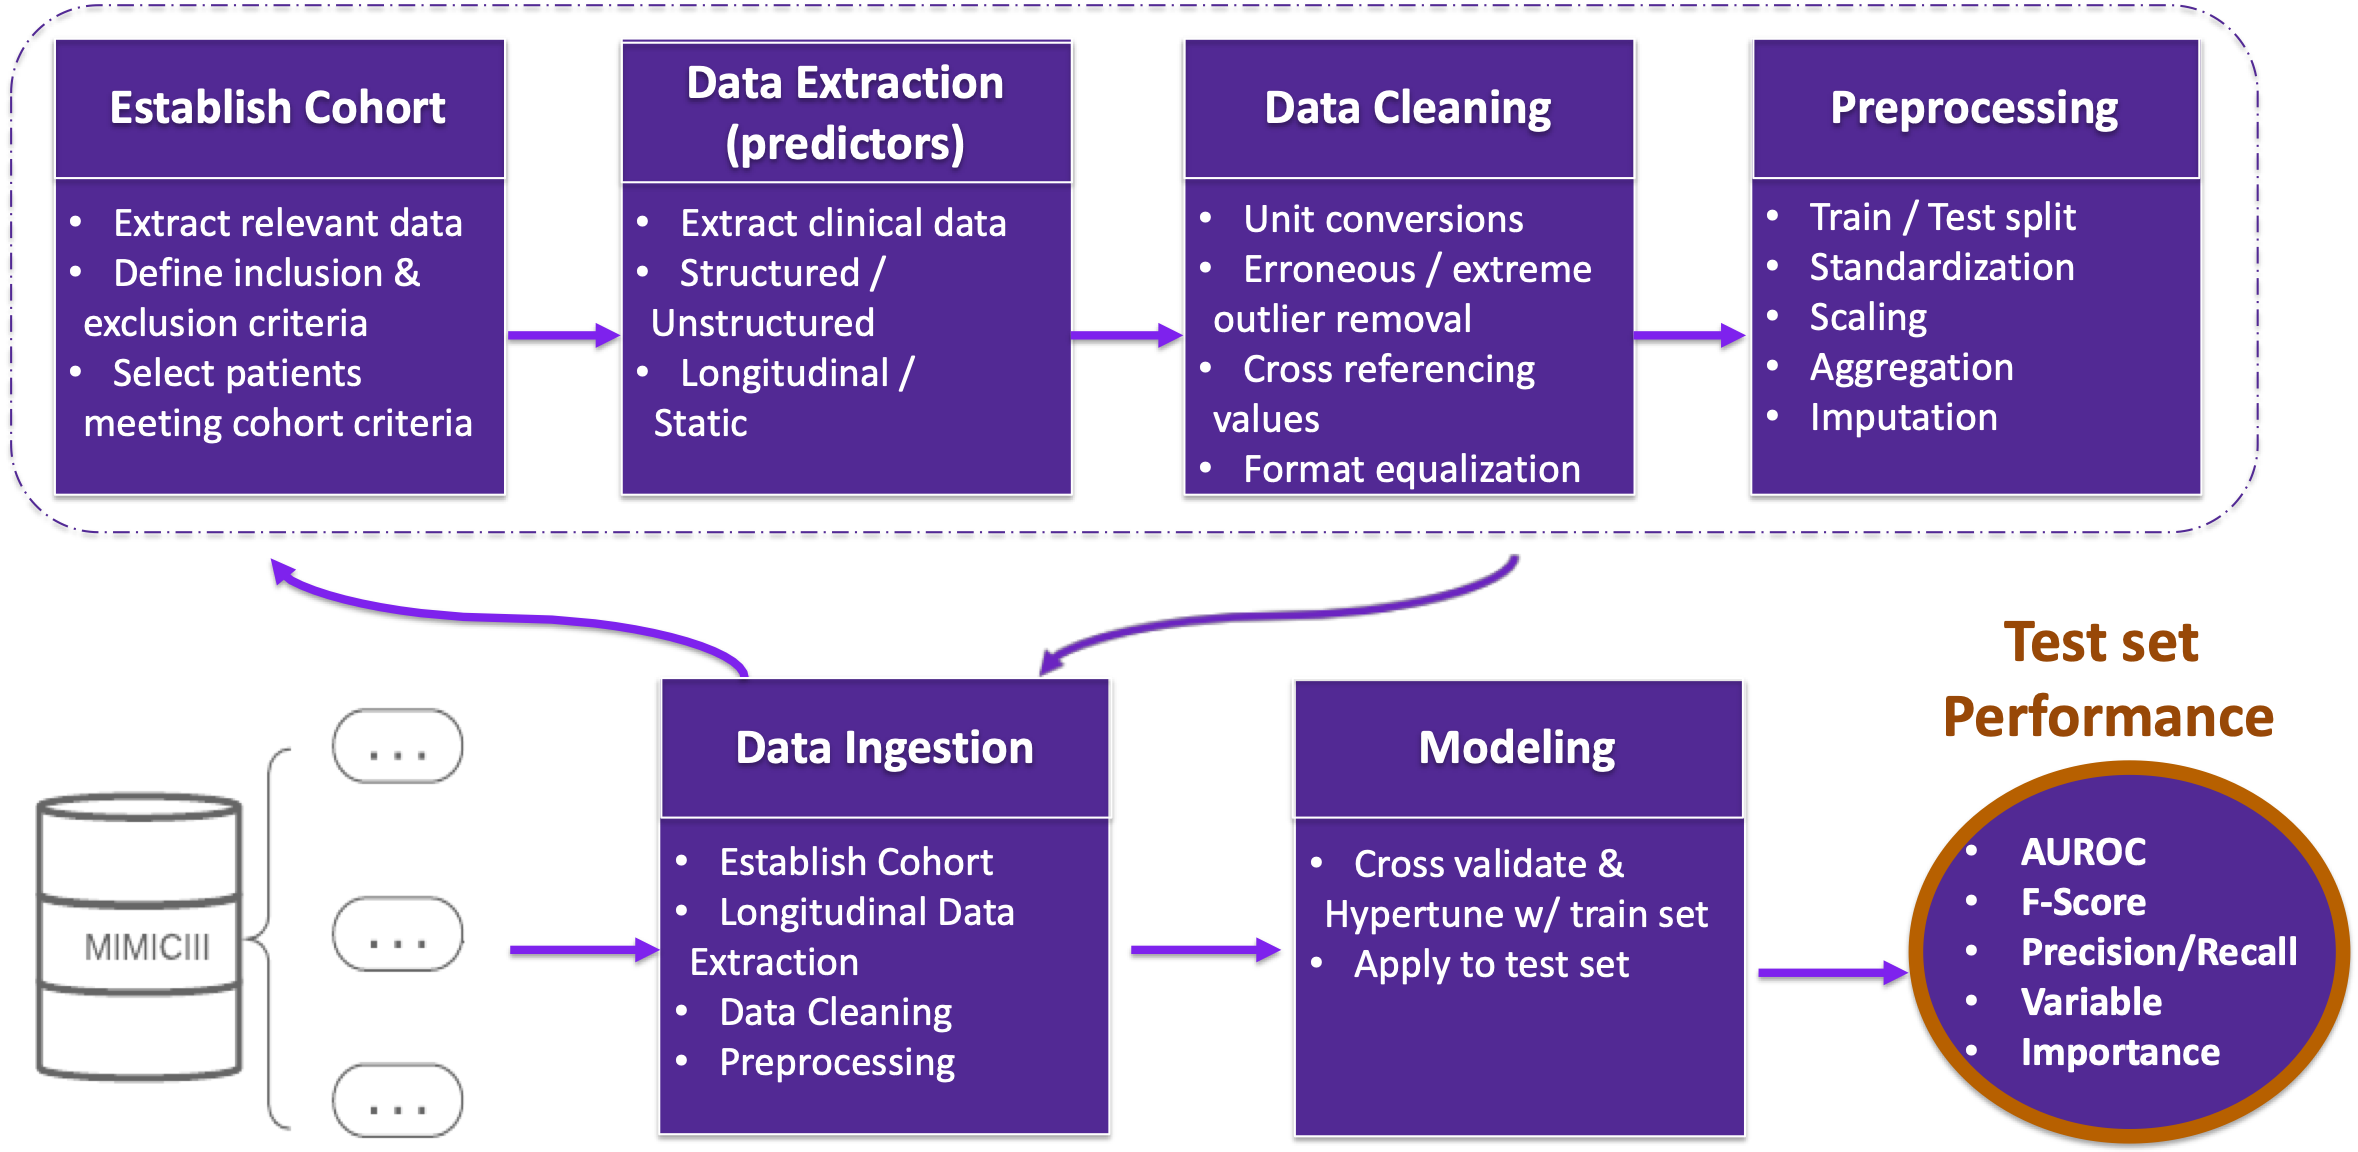 Establish Cohort
• Extract relevant data
• Define inclusion &
exclusion criteria
• Select patients
meeting cohort criteria
Data Extraction
(predictors)
• Extract clinical data
• Structured /
Unstructured
• Longitudinal /
Static
Data Cleaning
• Unit conversions
• Erroneous / extreme
outlier removal
• Cross referencing
values
• Format equalization
Preprocessing
• Train / Test split
• Standardization
• Scaling
• Aggregation
• Imputation
MIMICIII
...
...
...
Data Ingestion
• Establish Cohort
• Longitudinal Data
Extraction
• Data Cleaning
• Preprocessing
Modeling
• Cross validate &
Hypertune w/ train set
• Apply to test set
Test set
Performance
• AUROC
• F-Score
• Precision/Recall
• Variable
• Importance